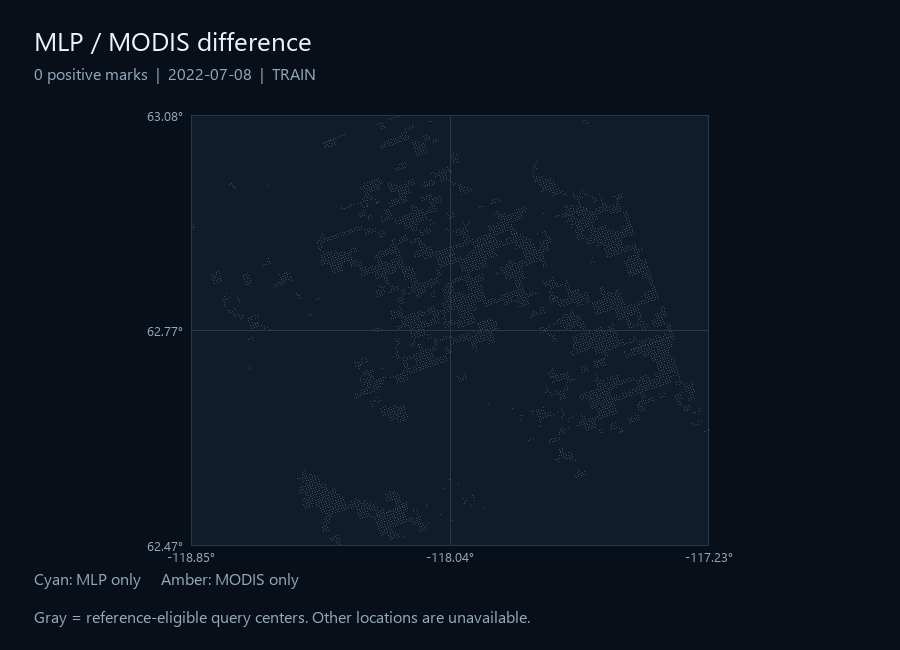 MLP / MODIS difference
0 positive marks | 2022-07-08 | TRAIN
63.08°
62.77°
62.47°
-118.85° -118.04° -117.23°
Cyan: MLP only Amber: MODIS only
Gray = reference-eligible query centers. Other locations are unavailable.